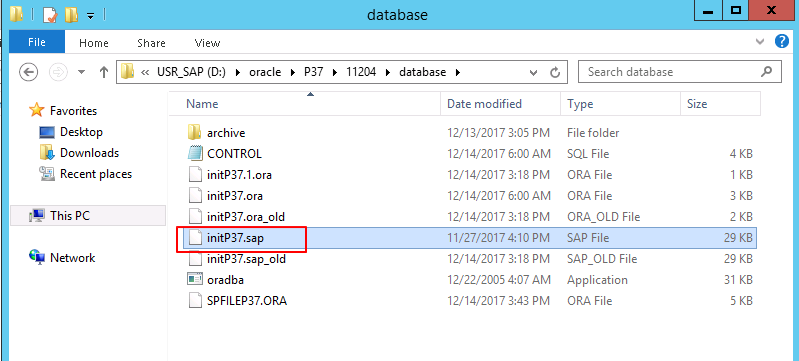 database
File Home Share View
« USR_SAP (D:) oracle P37 11204 database Search database
Favorites
Desktop
Downloads
Recent places
This PC
Network
Name Date modified Type Size
archive 12/13/2017 3:05 PM File folder
CONTROL 12/14/2017 6:00 AM SQL File 4 KB
initP37.1.ora 12/14/2017 3:18 PM ORA File 1 KB
initP37.ora 12/14/2017 6:00 AM ORA File 3 KB
initP37.ora_old 12/14/2017 3:18 PM ORA_OLD File 2 KB
initP37.sap 11/27/2017 4:10 PM SAP File 29 KB
initP37.sap_old 12/14/2017 3:18 PM SAP_OLD File 29 KB
oradba 12/22/2005 4:07 AM Application 31 KB
SPFILEP37.ORA 12/14/2017 3:43 PM ORA File 5 KB